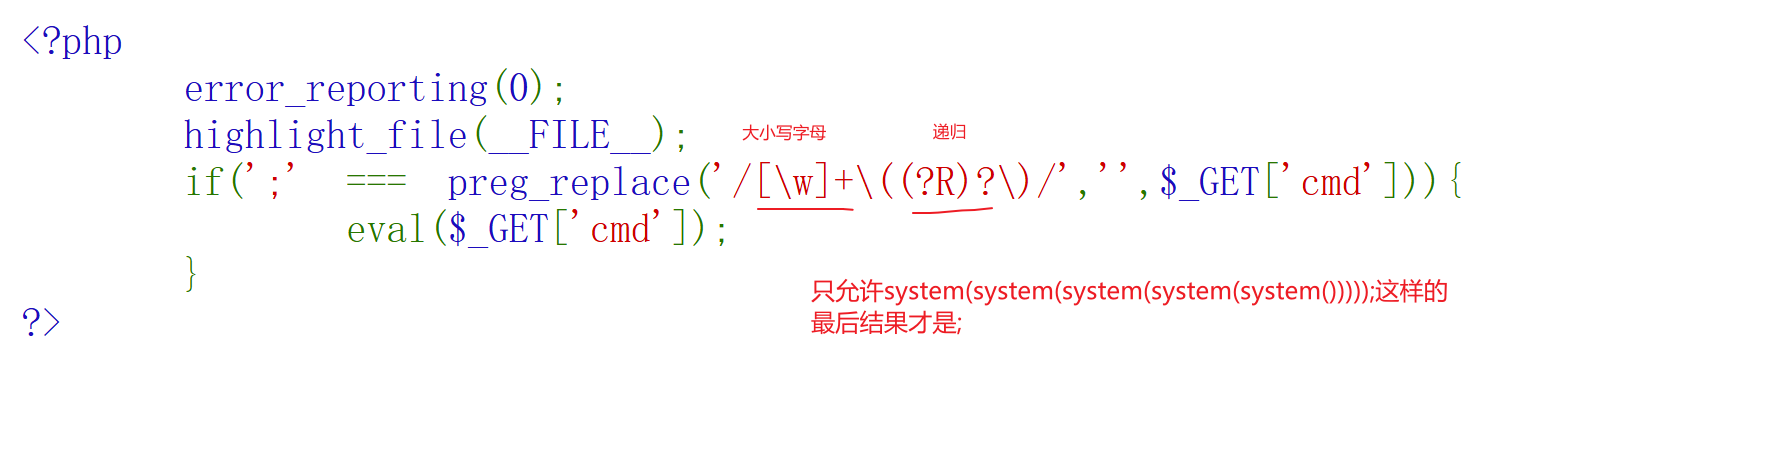 <?php
error_reporting(0);
highlight_file(__FILE__);
大小写字母 递归
if(';' === preg_replace('/[\w]+\((?R)?\)/','',$_GET['cmd'])){
eval($_GET['cmd']);
}
只允许system(system(system(system(system()))));这样的
最后结果才是;
?>